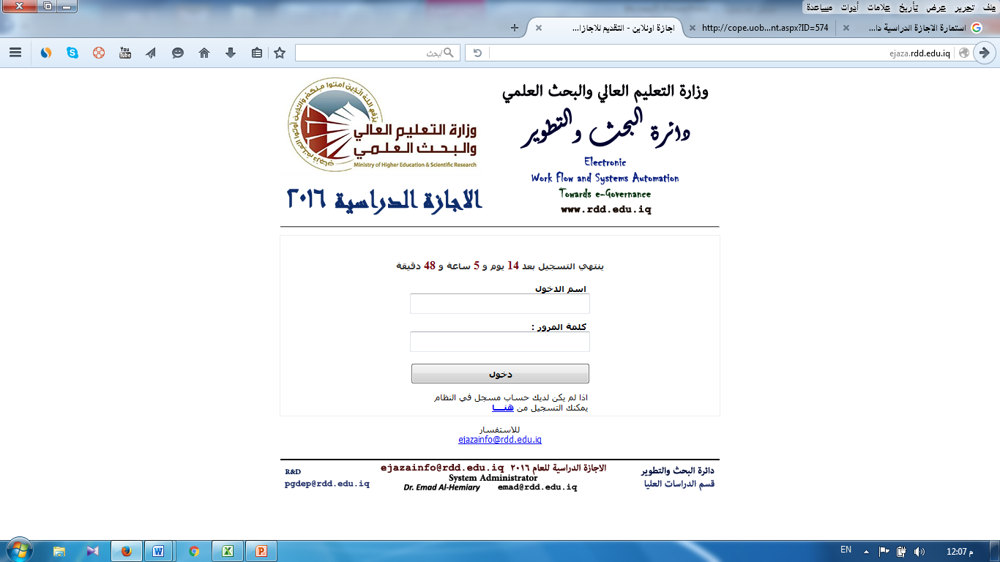 ملف تحرير عرض تأريخ علامات أدوات مساعدة
استمارة الاجازة الدراسية دا...
http://cope.uob...nt.aspx?ID=574
اجازة اونلاين - التقديم للاجازا...
ejaza.rdd.edu.iq
ابحث
You Tube
وزارة التعليم العالي والبحث العلمي
دائرة البحث والتطوير
Electronic
Work Flow and Systems Automation
Towards e-Governance
www.rdd.edu.iq
وزارة التعليم العالي
والبحث العلمي
Ministry of Higher Education & Scientific Research
الاجازة الدراسية ٢٠١٦
ينتهي التسجيل بعد 14 يوم و 5 ساعة و 48 دقيقة
اسم الدخول
كلمة المرور :
دخول
اذا لم يكن لديك حساب مسجل في النظام
يمكنك التسجيل من هنـــا
للاستفسار
ejazainfo@rdd.edu.iq
دائرة البحث والتطوير
قسم الدراسات العليا
الاجازة الدراسية للعام ٢٠١٦ ejazainfo@rdd.edu.iq
System Administrator
Dr. Emad Al-Hemiary emad@rdd.edu.iq
R&D
pgdep@rdd.edu.iq
EN
12:07 م